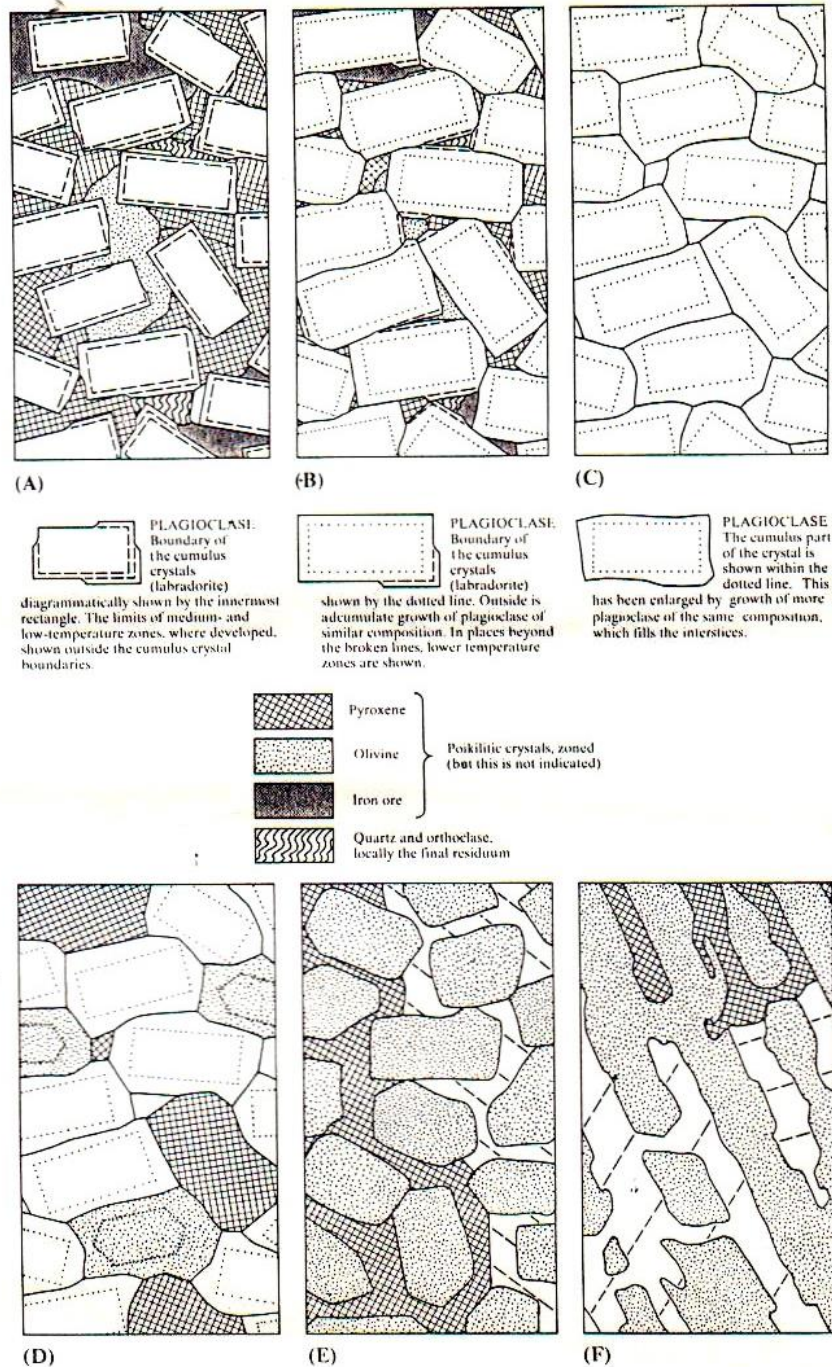 (A)
(B)
(C)
PLAGIOCLASE
Boundary of
the cumulus
crystals
(labradorite)
diagrammatically shown by the innermost
rectangle. The limits of medium- and
low-temperature zones, where developed,
shown outside the cumulus crystal
boundaries.
PLAGIOCLASE
Boundary of
the cumulus
crystals
(labradorite)
shown by the dotted line. Outside is
adcumulate growth of plagioclase of
similar composition. In places beyond
the broken lines, lower temperature
zones are shown.
PLAGIOCLASE
The cumulus part
of the crystal is
shown within the
dotted line. This
has been enlarged by growth of more
plagioclase of the same composition,
which fills the interstices.
Pyroxene
Olivine
Iron ore
Poikilitic crystals, zoned
(but this is not indicated)
Quartz and orthoclase,
locally the final residuum
(D)
(E)
(F)